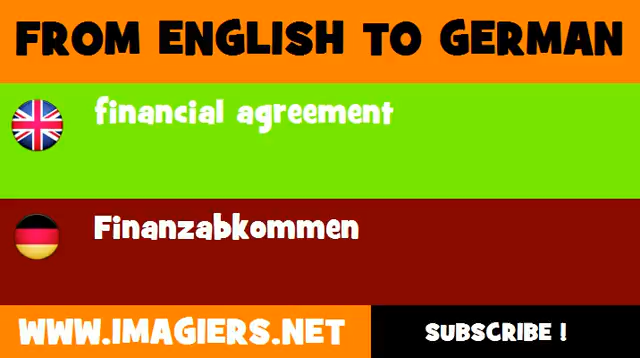 FROM ENGLISH TO GERMAN
financial agreement
Finanzabkommen
WWW.IMAGIERS.NET
SUBSCRIBE !